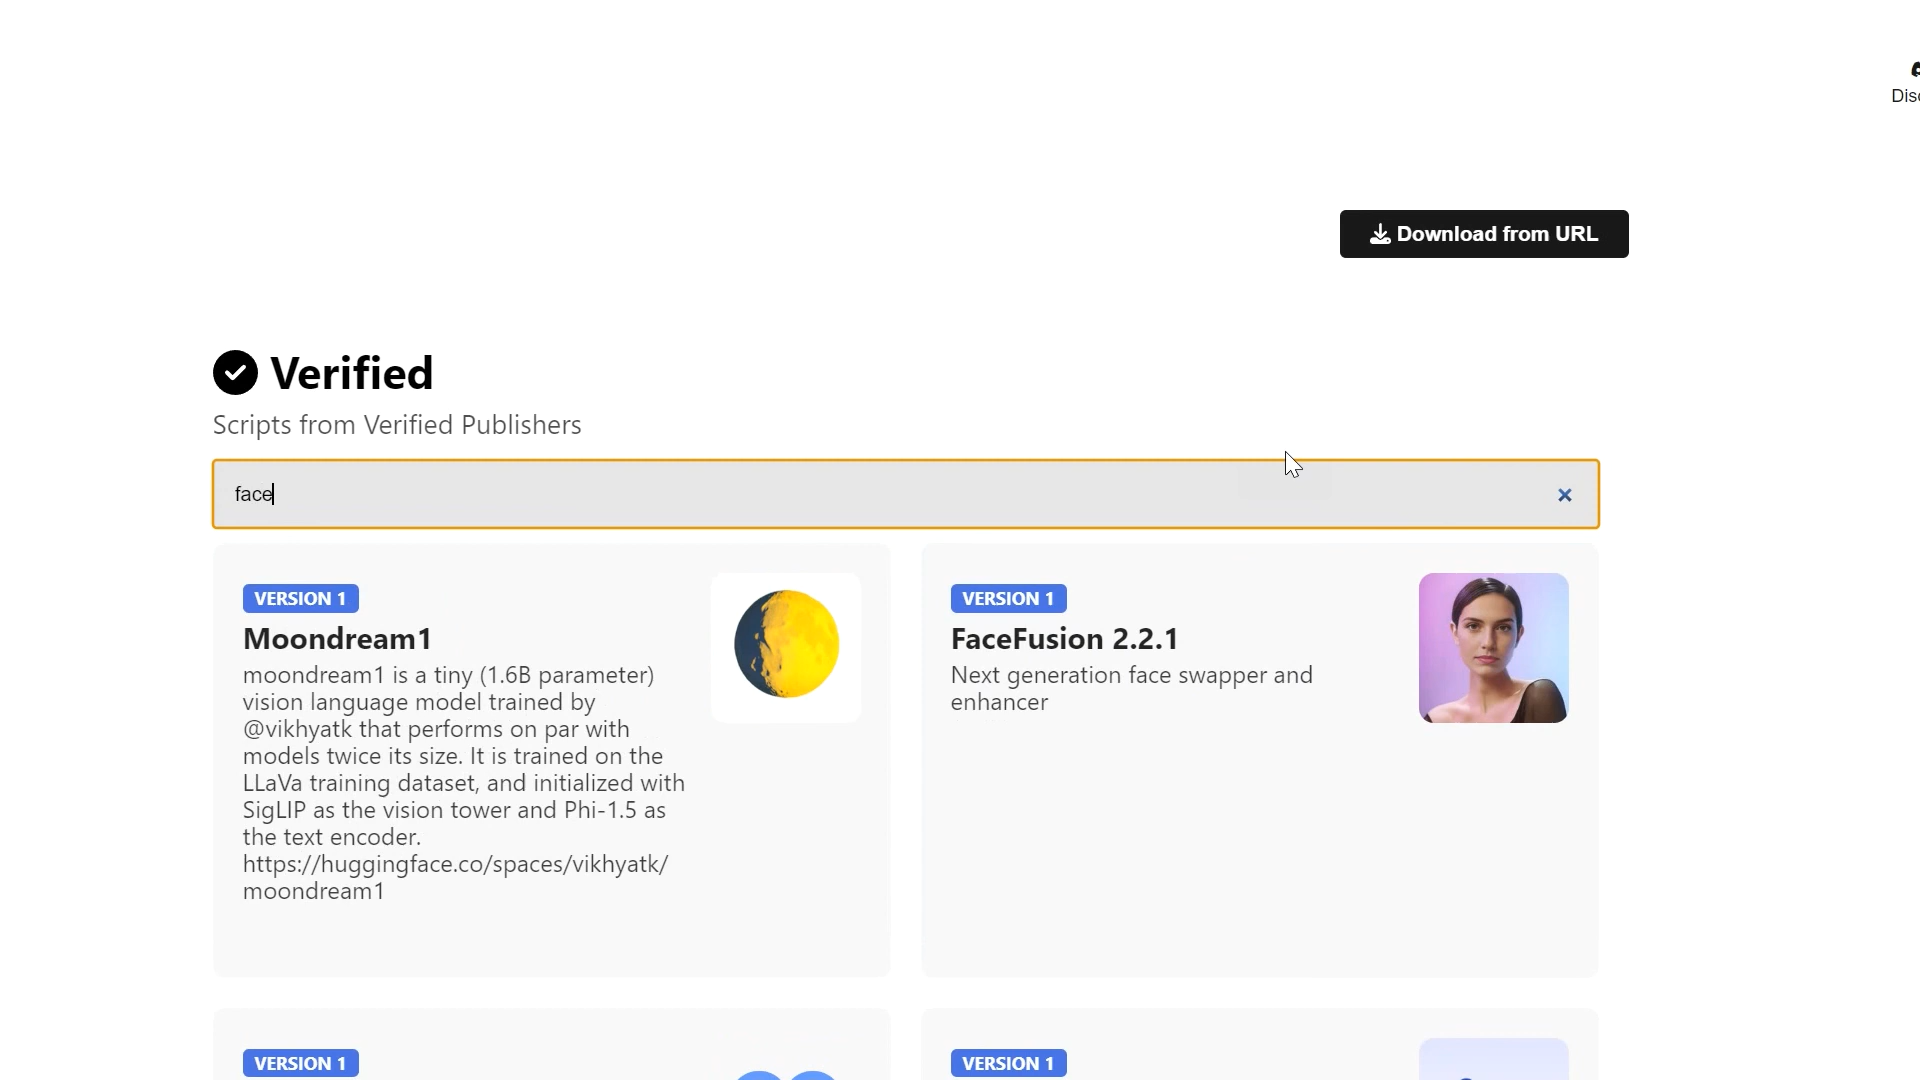 Download from URL
Verified
Scripts from Verified Publishers
face
VERSION 1
Moondream1
moondream1 is a tiny (1.6B parameter)
vision language model trained by
@vikhyatk that performs on par with
models twice its size. It is trained on the
LLaVa training dataset, and initialized with
SigLIP as the vision tower and Phi-1.5 as
the text encoder.
https://huggingface.co/spaces/vikhyatk/
moondream1
VERSION 1
FaceFusion 2.2.1
Next generation face swapper and
enhancer
VERSION 1
VERSION 1